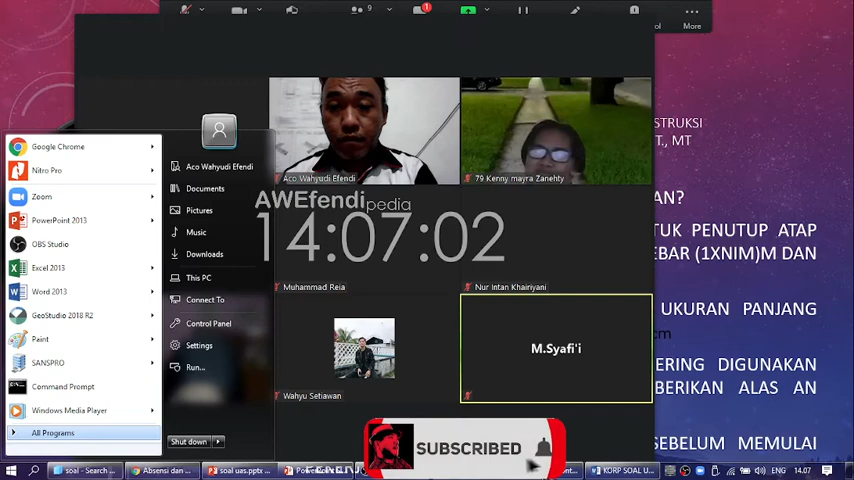 9
1
More
STRUKSI
T., MT
Google Chrome
Nitro Pro
Zoom
PowerPoint 2013
OBS Studio
Excel 2013
Word 2013
GeoStudio 2018 R2
Paint
SANSPRO
Command Prompt
Windows Media Player
All Programs
Aco Wahyudi Efendi
Documents
Pictures
Music
Downloads
This PC
Connect To
Control Panel
Settings
Run...
Shut down
Aco Wahyudi Efendi
79 Kenny mayra Zanehty
AWEfendipedia
14:07:02
Muhammad Reia
Nur Intan Khairiyani
M.Syafi'i
Wahyu Setiawan
AN?
TUK PENUTUP ATAP
EBAR (1XNIM)M DAN
UKURAN PANJANG
cm
ERING DIGUNAKAN
BERIKAN ALAS AN
SEBELUM MEMULAI
SUBSCRIBED
soal - Search ...
Absensi dan ...
soal uas.pptx ...
KORP SOAL U...
ENG
14.07